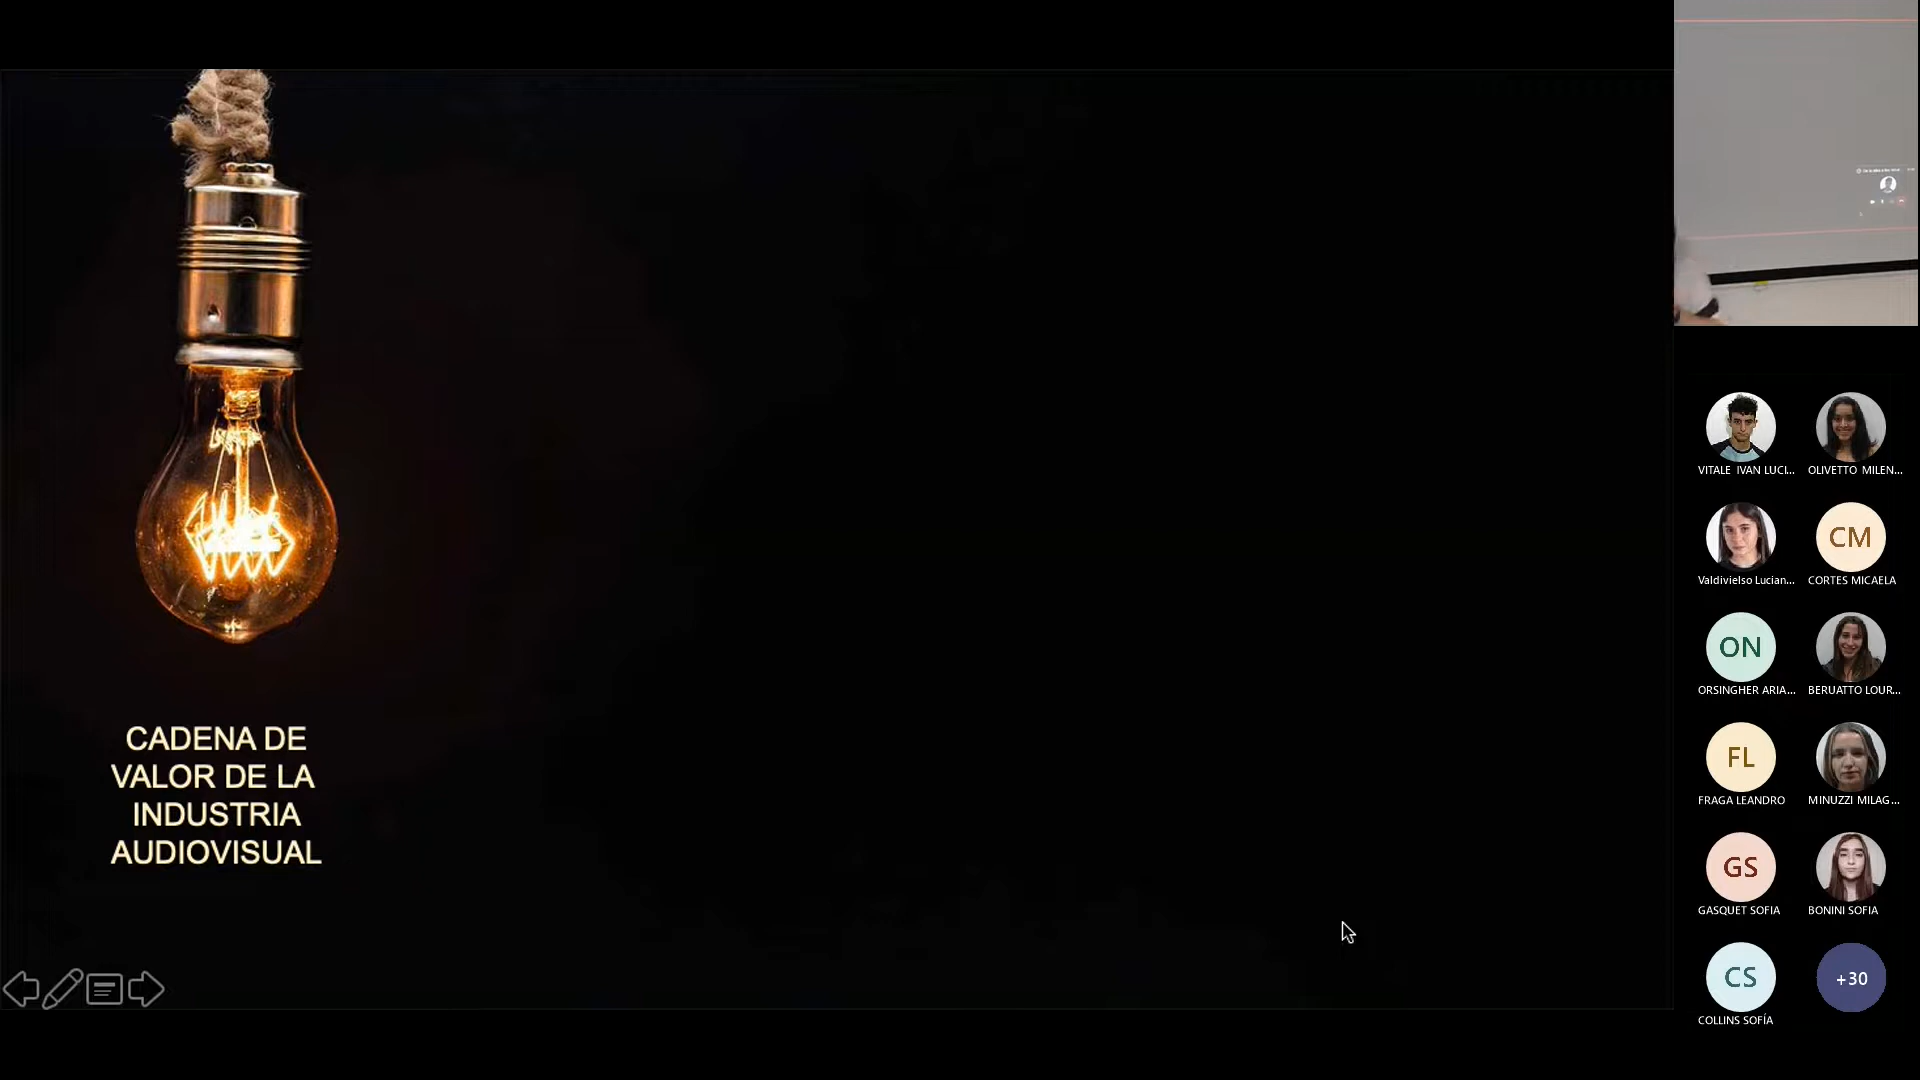 CADENA DE
VALOR DE LA
INDUSTRIA
AUDIOVISUAL
VITALE IVAN LUCI...
OLIVETTO MILEN...
Valdivielso Lucian...
CM
CORTES MICAELA
ON
ORSINGHER ARIA...
BERUATTO LOUR...
FL
FRAGA LEANDRO
MINUZZI MILAG...
GS
GASQUET SOFIA
BONINI SOFIA
CS
COLLINS SOFÍA
+30